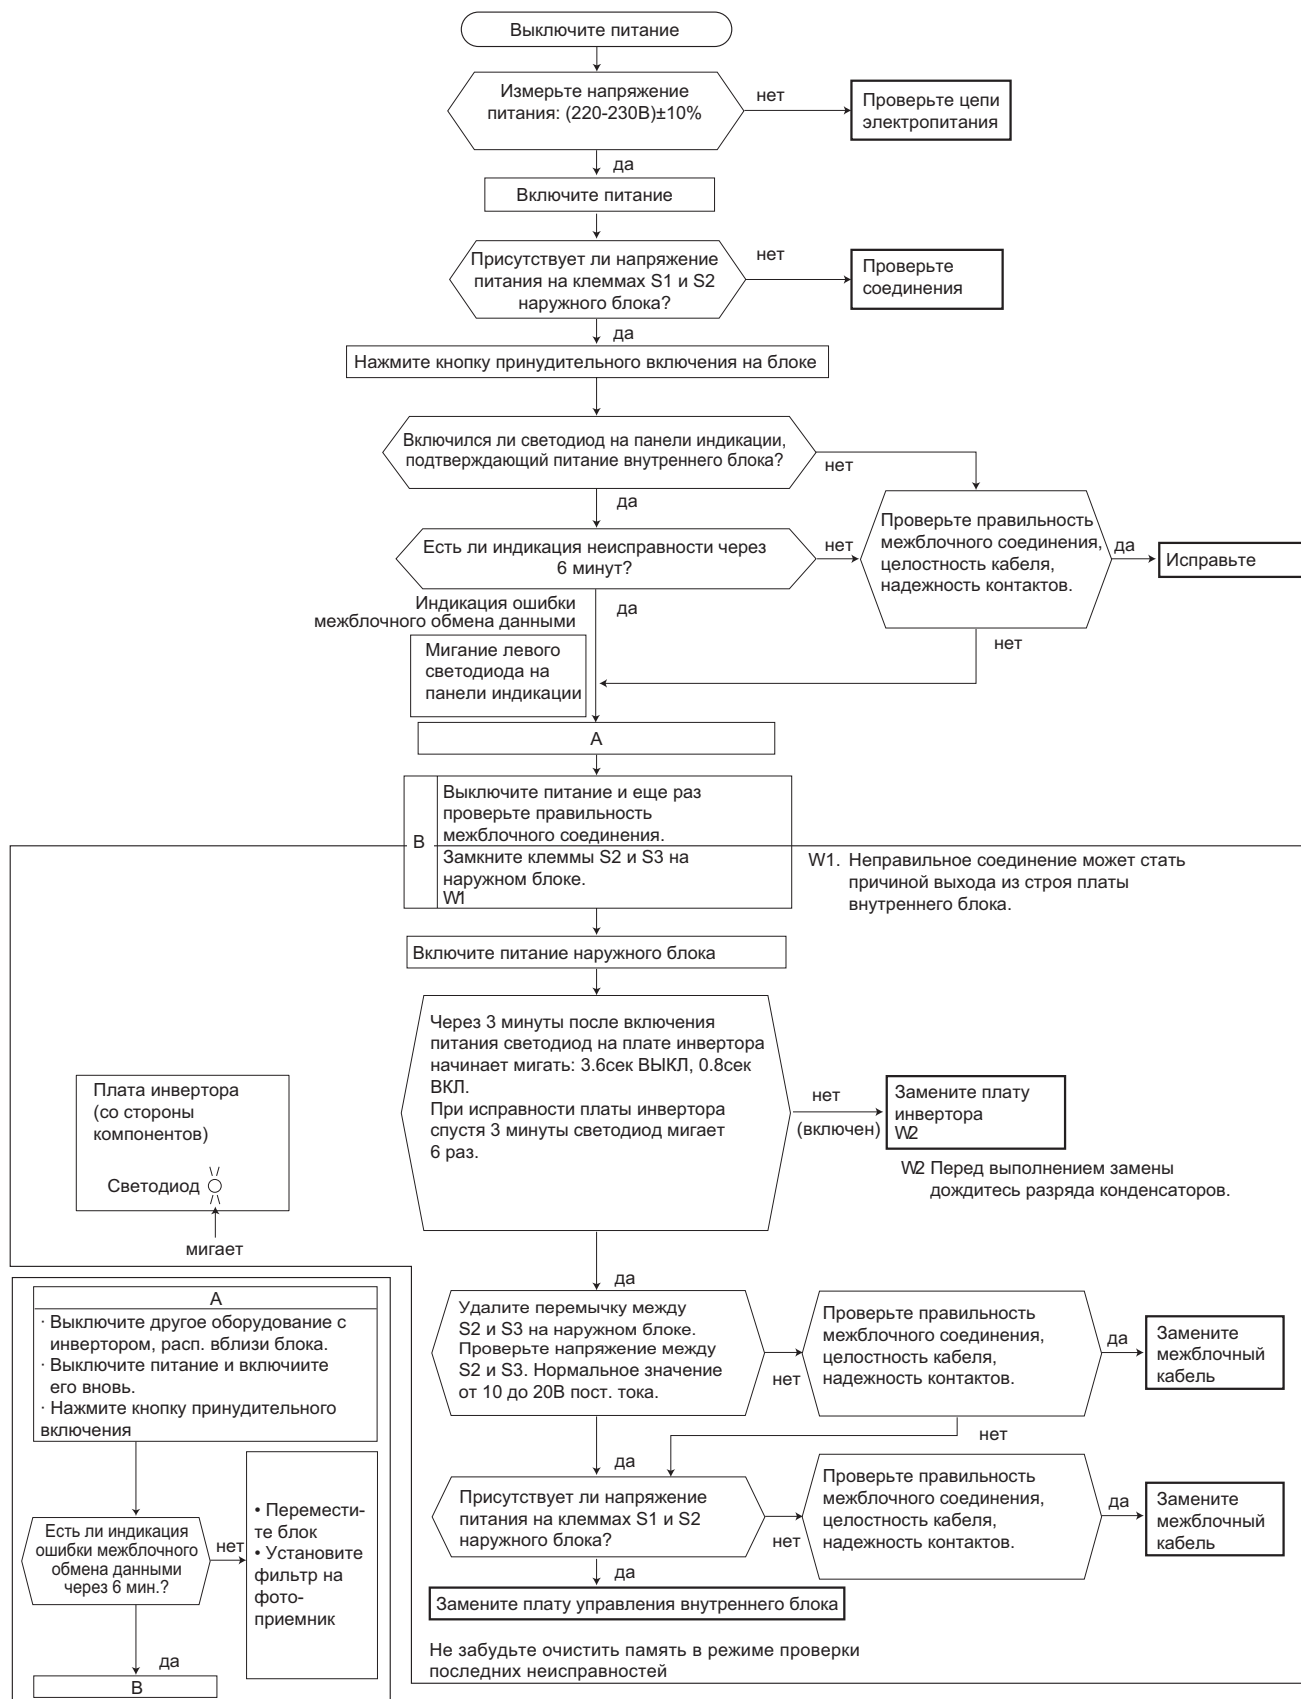 Выключите питание
Измерьте напряжение
питания: (220-230В)±10%
нет
Проверьте цепи
электропитания
да
Включите питание
Присутствует ли напряжение
питания на клеммах S1 и S2
наружного блока?
нет
Проверьте
соединения
да
Нажмите кнопку принудительного включения на блоке
Включился ли светодиод на панели индикации,
подтверждающий питание внутреннего блока?
нет
да
Проверьте правильность
межблочного соединения,
целостность кабеля,
надежность контактов.
да
Исправьте
Есть ли индикация неисправности через
6 минут?
нет
Индикация ошибки
межблочного обмена данными
да
нет
Мигание левого
светодиода на
панели индикации
А
В
Выключите питание и еще раз
проверьте правильность
межблочного соединения.
Замкните клеммы S2 и S3 на
наружном блоке.
W1
W1. Неправильное соединение может стать
причиной выхода из строя платы
внутреннего блока.
Включите питание наружного блока
Через 3 минуты после включения
питания светодиод на плате инвертора
начинает мигать: 3.6сек ВЫКЛ, 0.8сек
ВКЛ.
При исправности платы инвертора
спустя 3 минуты светодиод мигает
6 раз.
нет
(включен)
Замените плату
инвертора
W2
W2 Перед выполнением замены
дождитесь разряда конденсаторов.
Плата инвертора
(со стороны
компонентов)
Светодиод
мигает
да
Удалите перемычку между
S2 и S3 на наружном блоке.
Проверьте напряжение между
S2 и S3. Нормальное значение
от 10 до 20В пост. тока.
нет
Проверьте правильность
межблочного соединения,
целостность кабеля,
надежность контактов.
да
Замените
межблочный
кабель
нет
да
Присутствует ли напряжение
питания на клеммах S1 и S2
наружного блока?
нет
Проверьте правильность
межблочного соединения,
целостность кабеля,
надежность контактов.
да
Замените
межблочный
кабель
да
Замените плату управления внутреннего блока
Не забудьте очистить память в режиме проверки
последних неисправностей
А
· Выключите другое оборудование с
инвертором, расп. вблизи блока.
· Выключите питание и включиите
его вновь.
· Нажмите кнопку принудительного
включения
Есть ли индикация
ошибки межблочного
обмена данными
через 6 мин.?
нет
• Перемести-
те блок
• Установите
фильтр на
фото-
приемник
да
В